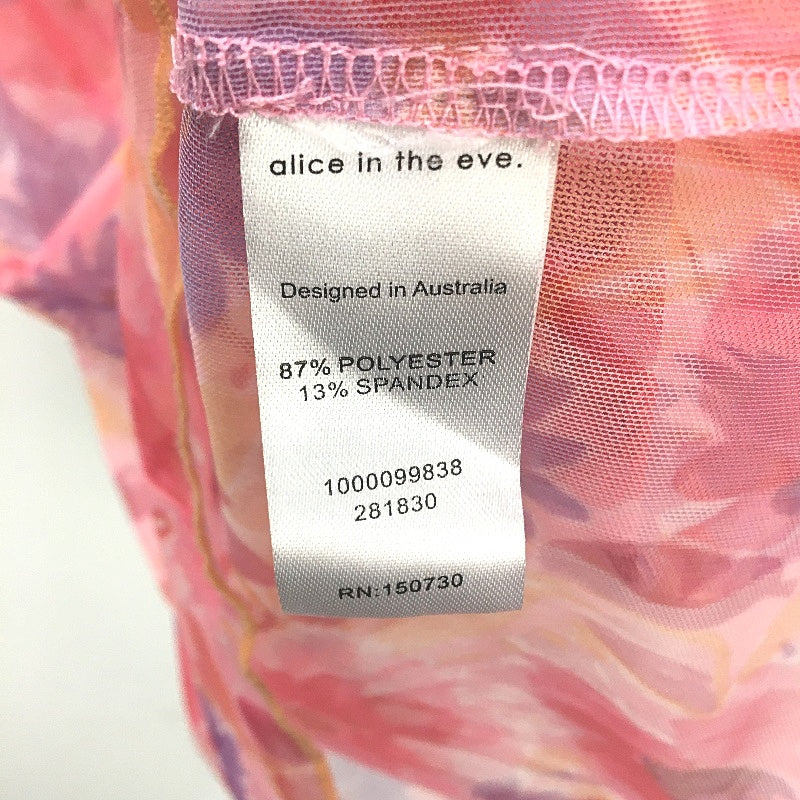 alice in the eve.
Designed in Australia
87% POLYESTER
13% SPANDEX
1000099838
281830
RN:150730